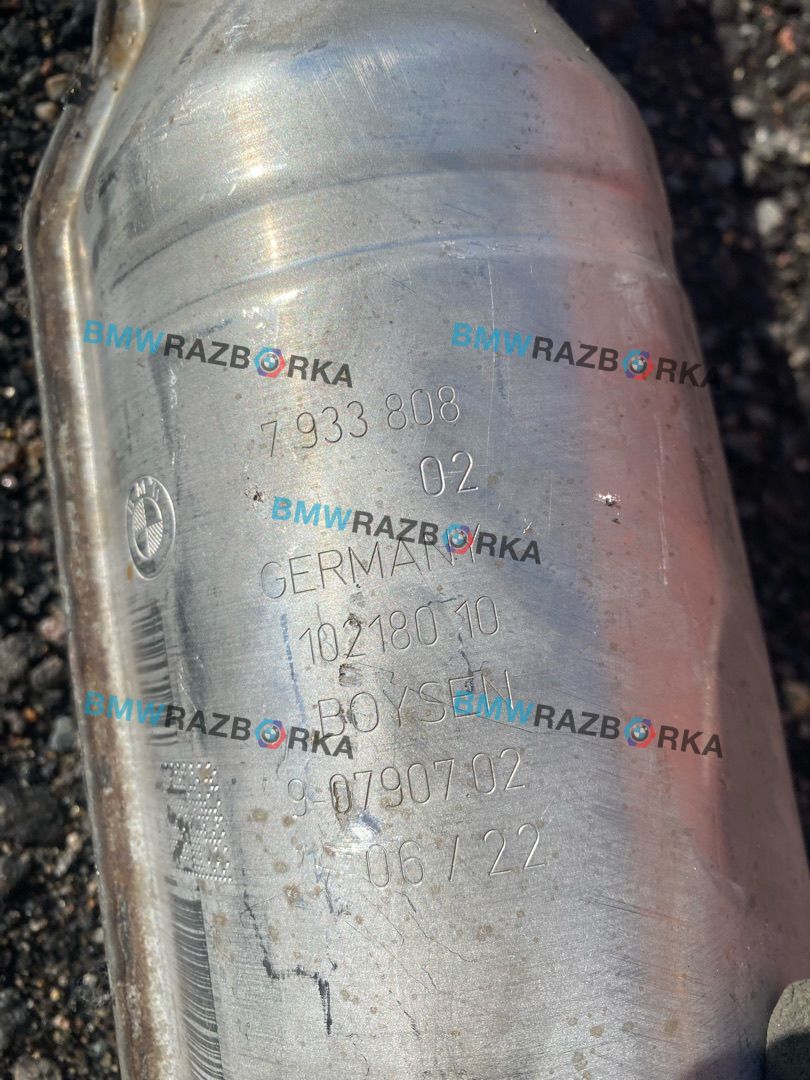 BMWRAZBORKA
BMWRAZBORKA
7 933 808
02
BMWRAZBORKA
GERMANY
102180 10
BOYSEN
BMWRAZBORKA
BMWRAZBORKA
9-07907.02
06 / 22